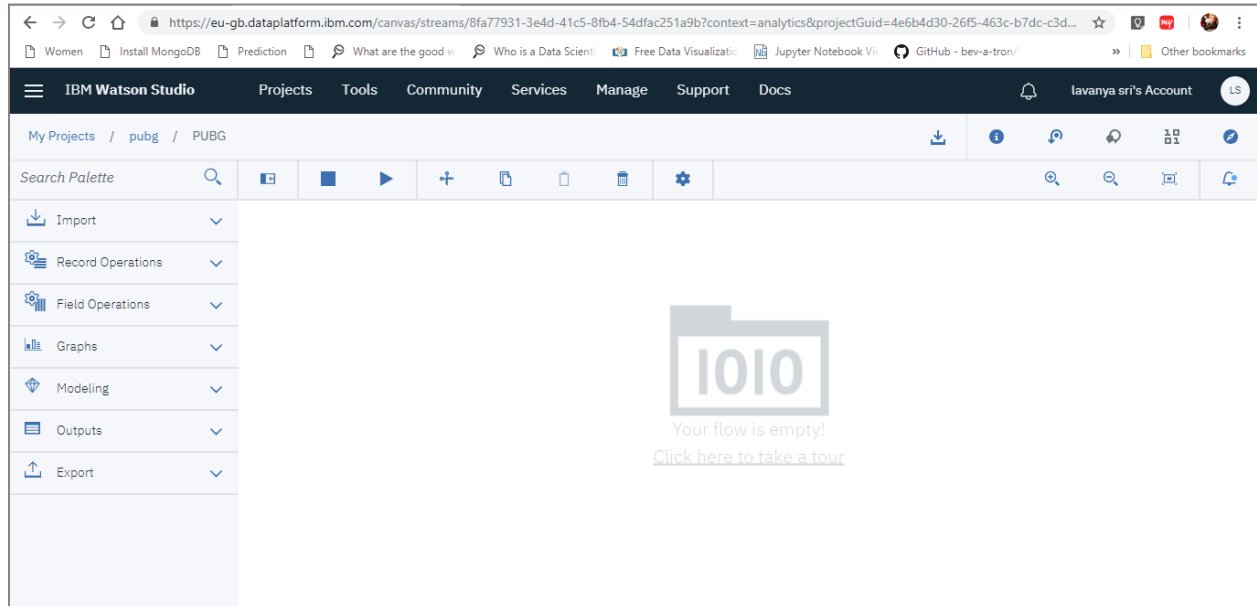 https://eu-gb.dataplatform.ibm.com/canvas/streams/8fa77931-3e4d-41c5-8fb4-54dfac251a9b?context=analytics&projectGuid=4e6b4d30-26f5-463c-b7dc-c3d...
Women Install MongoDB Prediction What are the good w Who is a Data Scienti Free Data Visualizatio Nb Jupyter Notebook Vi GitHub - bev-a-tron/ » Other bookmarks
IBM Watson Studio Projects Tools Community Services Manage Support Docs lavanya sri's Account LS
My Projects / pubg / PUBG
Search Palette
Import
Record Operations
Field Operations
Graphs
Modeling
Outputs
Export
IOIO
Your flow is empty!
Click here to take a tour